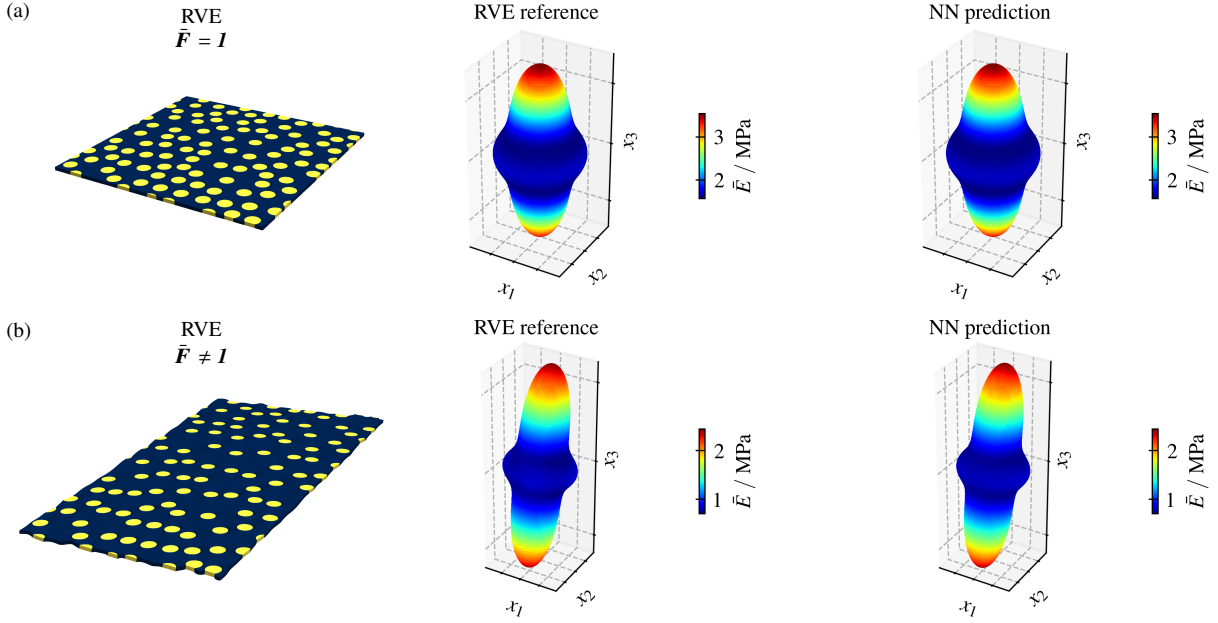 (a)
RVE
F̄ = 1
RVE reference
NN prediction
x₃
3
2
Ē / MPa
x₁
x₂
x₃
3
2
Ē / MPa
x₁
x₂
(b)
RVE
F̄ ≠ 1
RVE reference
NN prediction
x₃
2
1
Ē / MPa
x₁
x₂
x₃
2
1
Ē / MPa
x₁
x₂